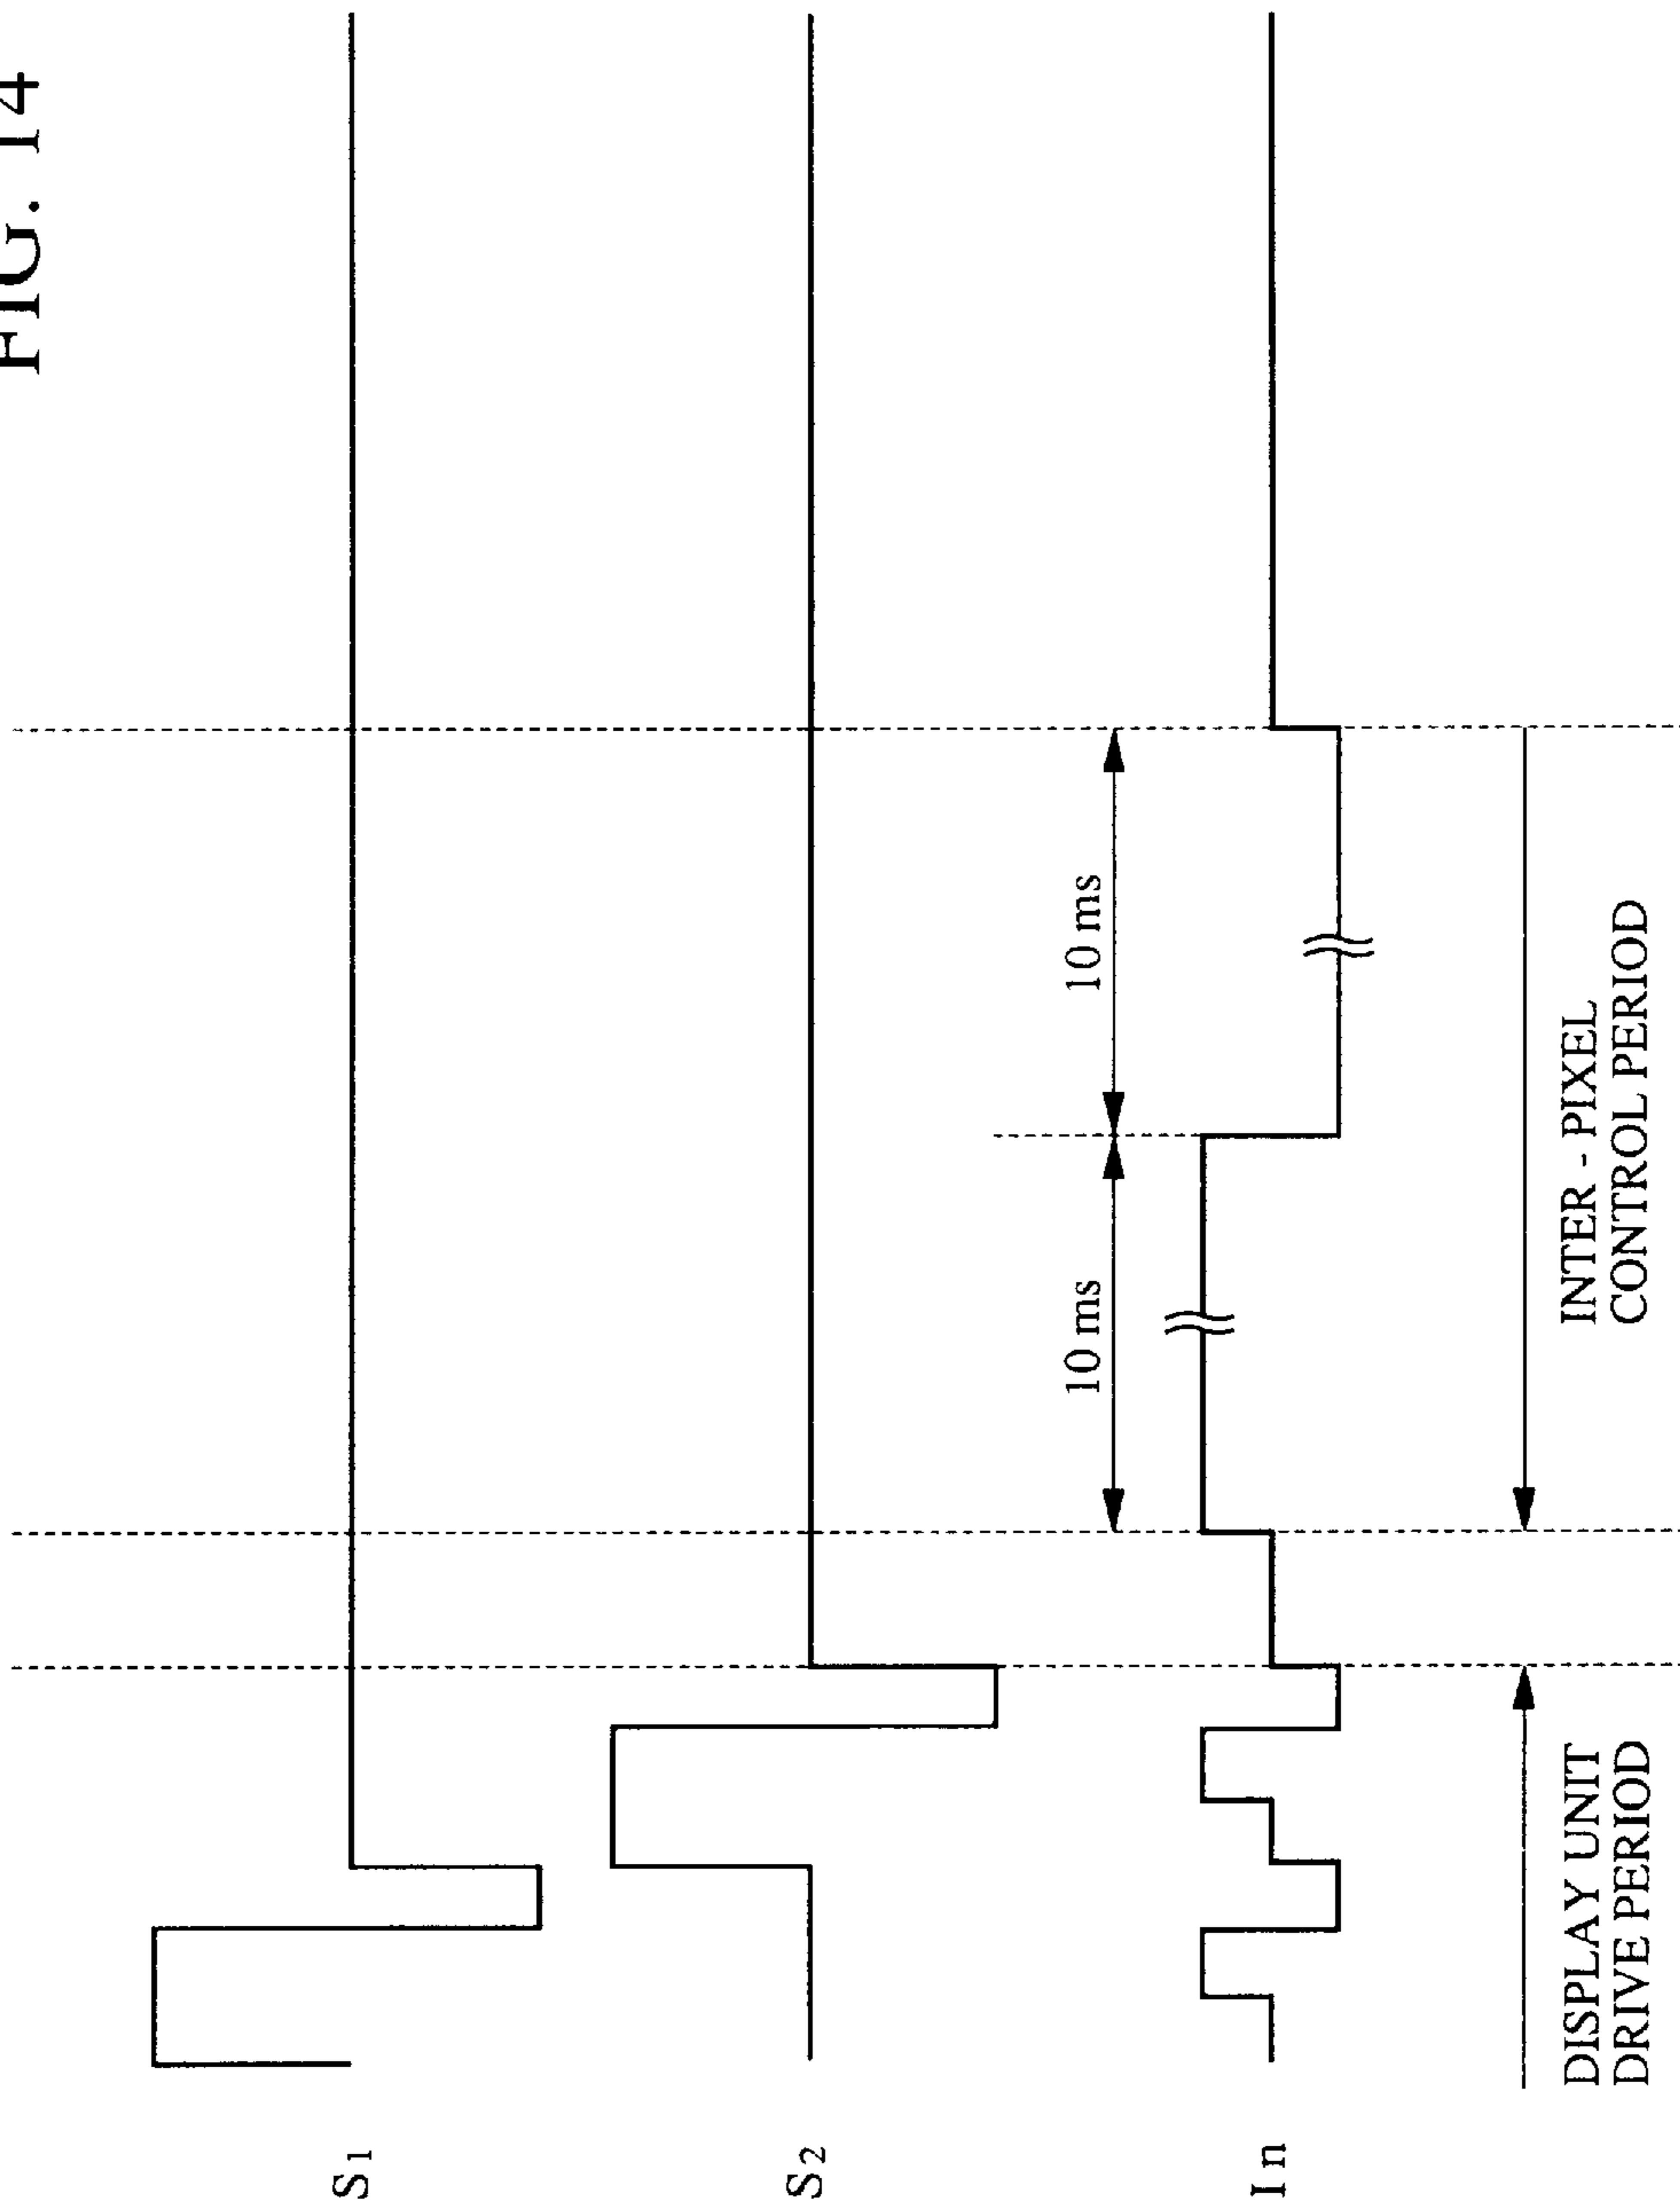 FIG. 14
S1
S2
In
10 ms
10 ms
DISPLAY UNIT
DRIVE PERIOD
INTER - PIXEL
CONTROL PERIOD